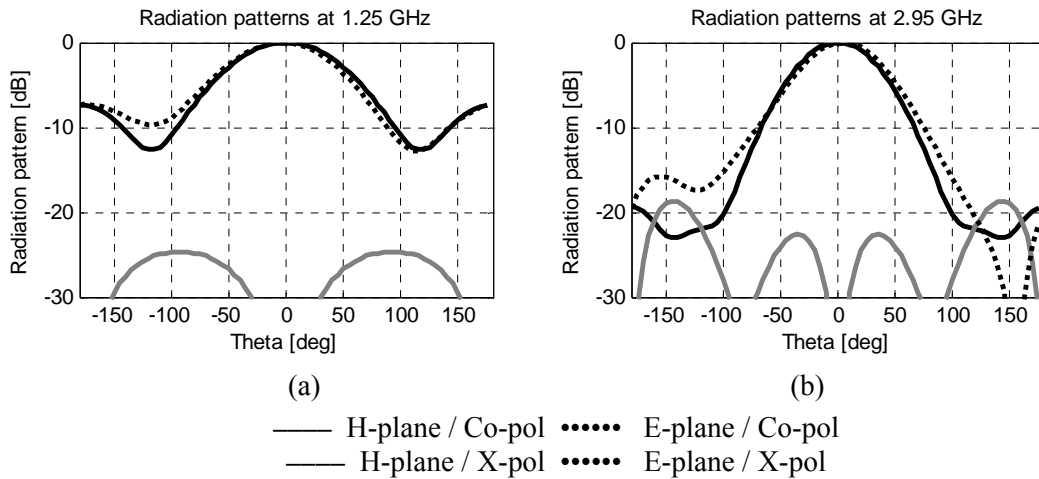 Radiation patterns at 1.25 GHz
0
-10
-20
-30
Radiation pattern [dB]
-150 -100 -50 0 50 100 150
Theta [deg]
(a)
Radiation patterns at 2.95 GHz
0
-10
-20
-30
Radiation pattern [dB]
-150 -100 -50 0 50 100 150
Theta [deg]
(b)
H-plane / Co-pol E-plane / Co-pol
H-plane / X-pol E-plane / X-pol